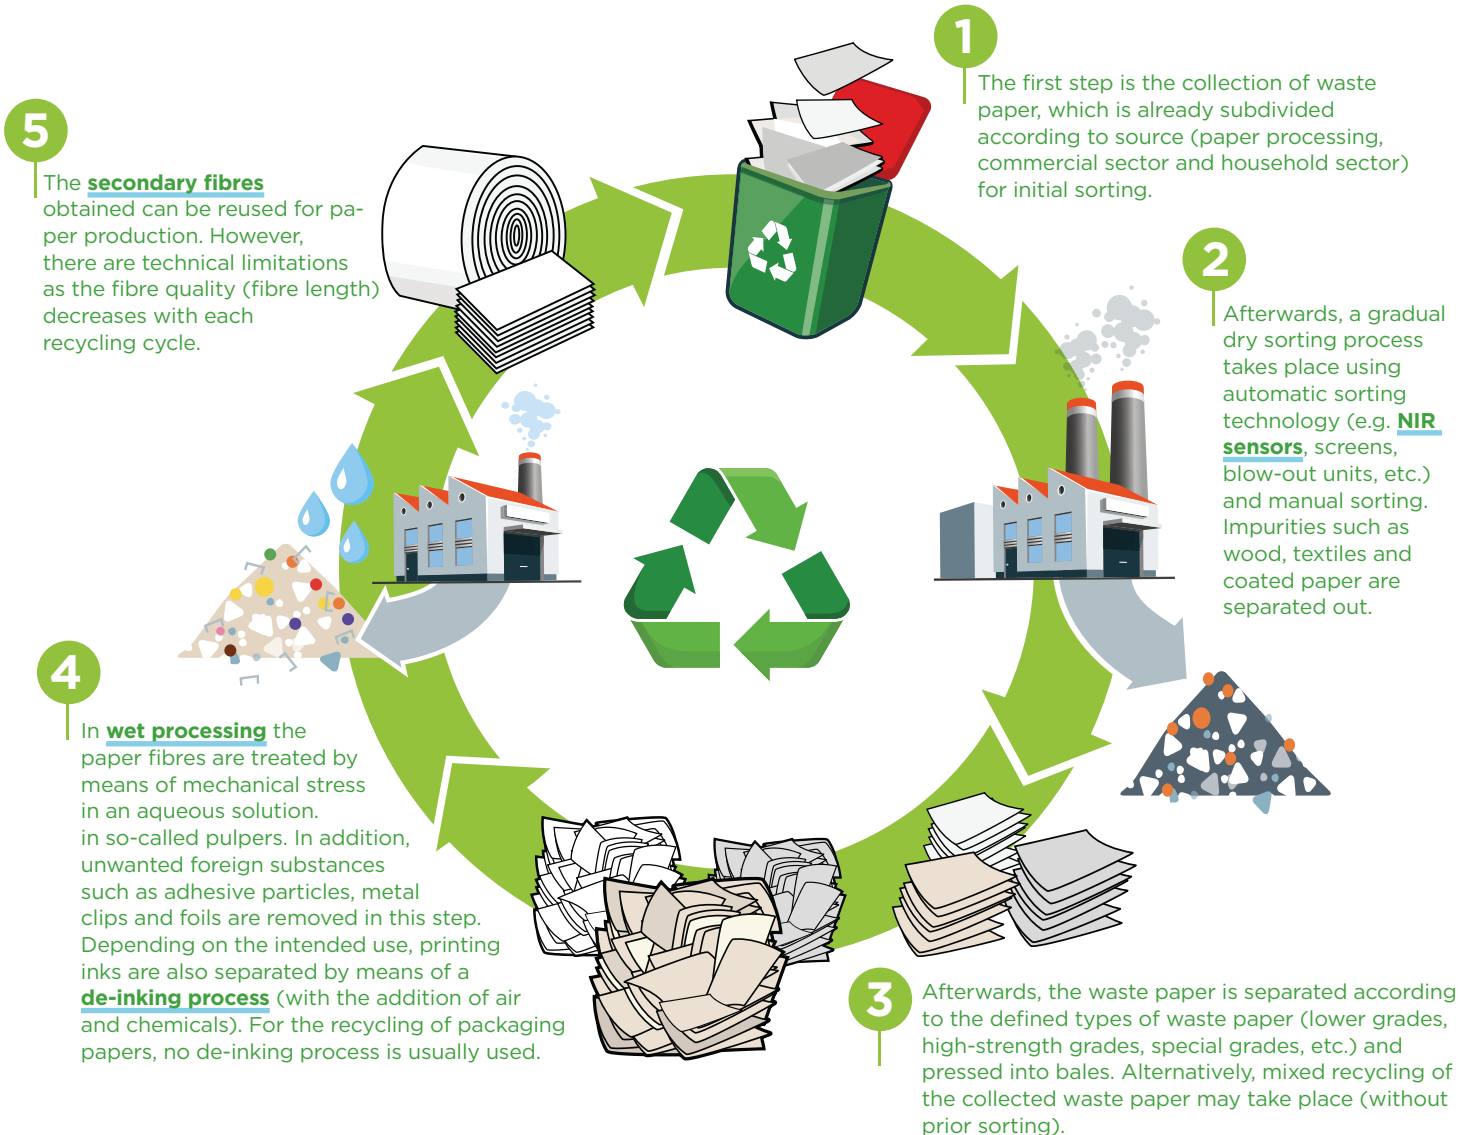 1
The first step is the collection of waste
paper, which is already subdivided
according to source (paper processing,
commercial sector and household sector)
for initial sorting.
2
Afterwards, a gradual
dry sorting process
takes place using
automatic sorting
technology (e.g. NIR
sensors, screens,
blow-out units, etc.)
and manual sorting.
Impurities such as
wood, textiles and
coated paper are
separated out.
3
Afterwards, the waste paper is separated according
to the defined types of waste paper (lower grades,
high-strength grades, special grades, etc.) and
pressed into bales. Alternatively, mixed recycling of
the collected waste paper may take place (without
prior sorting).
4
In wet processing the
paper fibres are treated by
means of mechanical stress
in an aqueous solution.
in so-called pulpers. In addition,
unwanted foreign substances
such as adhesive particles, metal
clips and foils are removed in this step.
Depending on the intended use, printing
inks are also separated by means of a
de-inking process (with the addition of air
and chemicals). For the recycling of packaging
papers, no de-inking process is usually used.
5
The secondary fibres
obtained can be reused for pa-
per production. However,
there are technical limitations
as the fibre quality (fibre length)
decreases with each
recycling cycle.